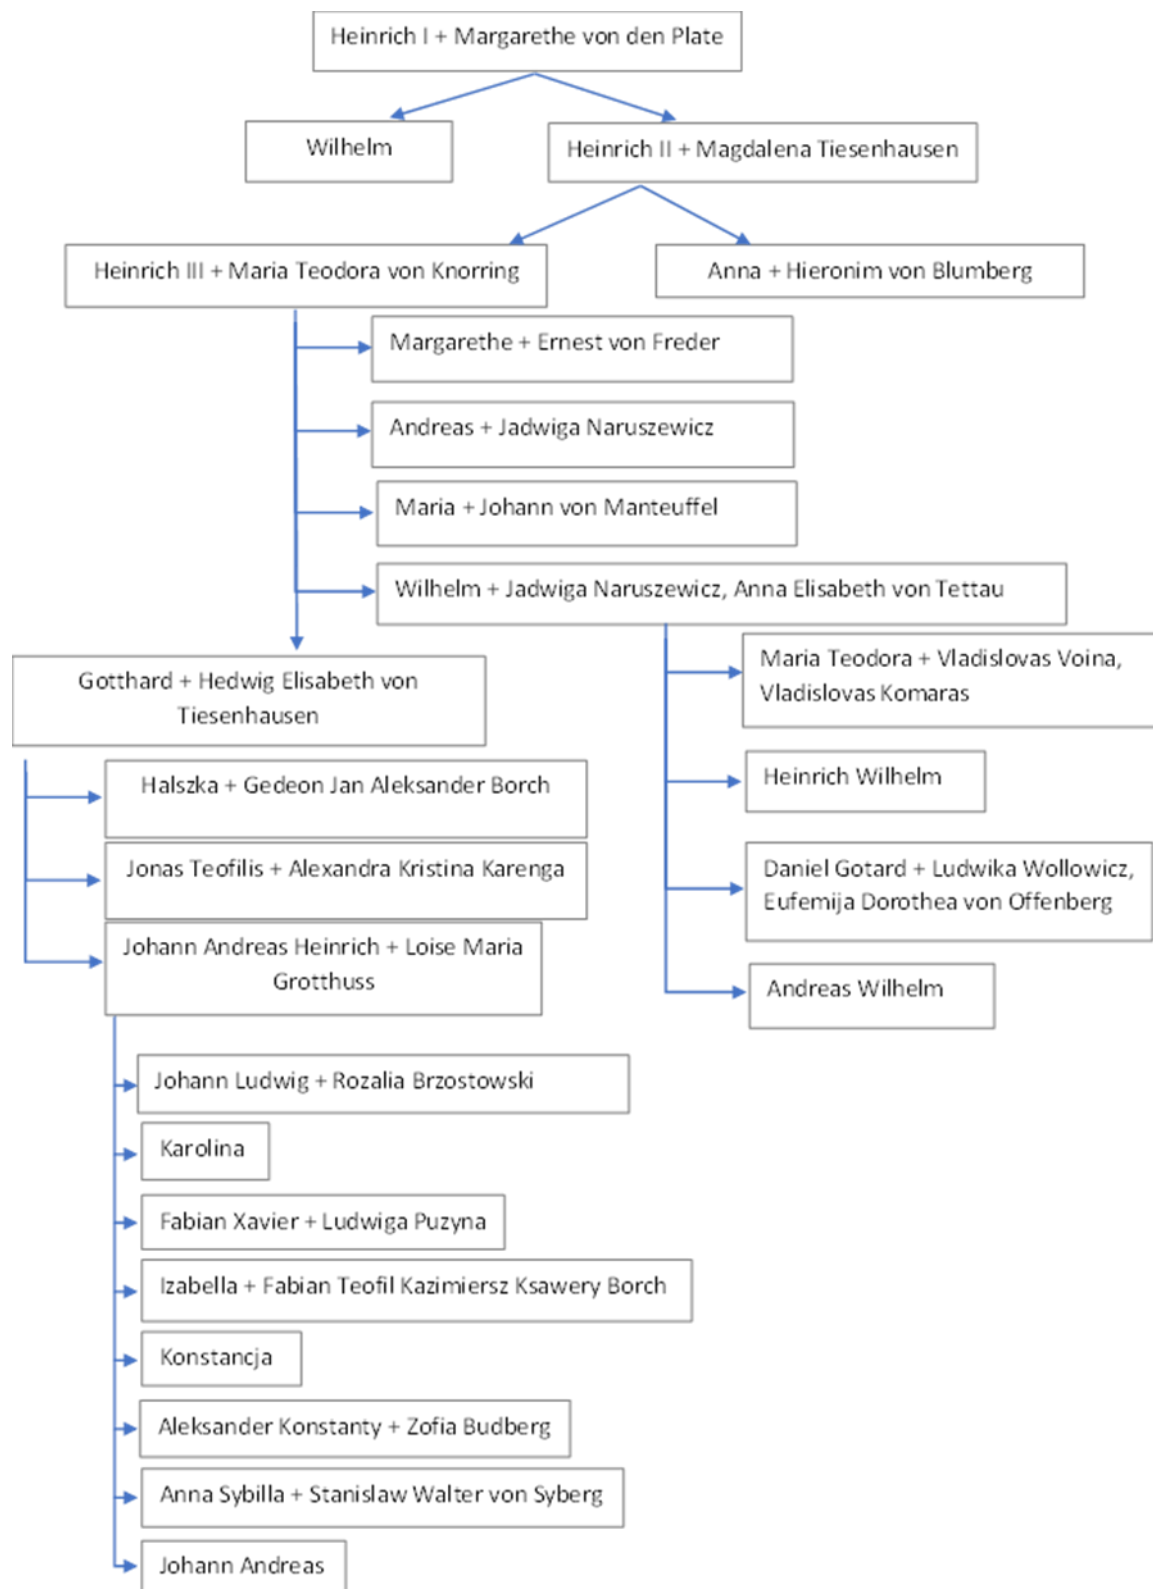 Heinrich I + Margarethe von den Plate
Wilhelm
Heinrich II + Magdalena Tiesenhausen
Heinrich III + Maria Teodora von Knorring
Anna + Hieronim von Blumberg
Margarethe + Ernest von Freder
Andreas + Jadwiga Naruszewicz
Maria + Johann von Manteuffel
Wilhelm + Jadwiga Naruszewicz, Anna Elisabeth von Tettau
Maria Teodora + Vladislovas Voina,
Vladislovas Komaras
Heinrich Wilhelm
Daniel Gotard + Ludwika Wollowicz,
Eufemija Dorothea von Offenberg
Andreas Wilhelm
Gotthard + Hedwig Elisabeth von
Tiesenhausen
Halszka + Gedeon Jan Aleksander Borch
Jonas Teofilis + Alexandra Kristina Karenga
Johann Andreas Heinrich + Loise Maria
Grotthuss
Johann Ludwig + Rozalia Brzostowski
Karolina
Fabian Xavier + Ludwiga Puzyna
Izabella + Fabian Teofil Kazimiersz Ksawery Borch
Konstancja
Aleksander Konstanty + Zofia Budberg
Anna Sybilla + Stanislaw Walter von Syberg
Johann Andreas